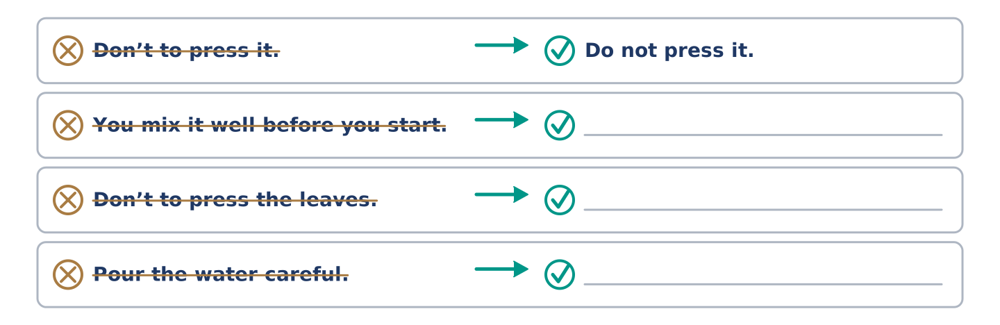 Don’t to press it. Do not press it.
You mix it well before you start.
Don’t to press the leaves.
Pour the water careful.